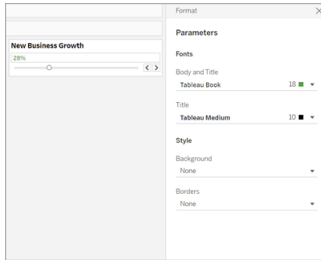 Format
Parameters
New Business Growth
28%
Fonts
Body and Title
Tableau Book 18
Title
Tableau Medium 10
Style
Background
None
Borders
None